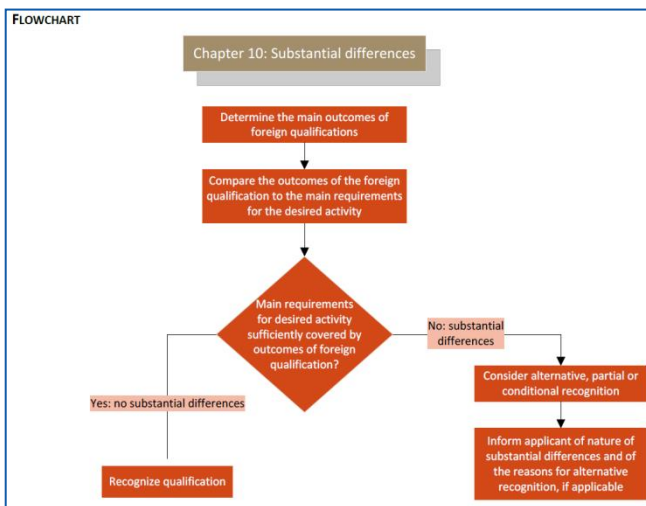 FLOWCHART
Chapter 10: Substantial differences
Determine the main outcomes of
foreign qualifications
Compare the outcomes of the foreign
qualification to the main requirements
for the desired activity
Main requirements
for desired activity
sufficiently covered by
outcomes of foreign
qualification?
No: substantial
differences
Yes: no substantial differences
Consider alternative, partial or
conditional recognition
Recognize qualification
Inform applicant of nature of
substantial differences and of
the reasons for alternative
recognition, if applicable